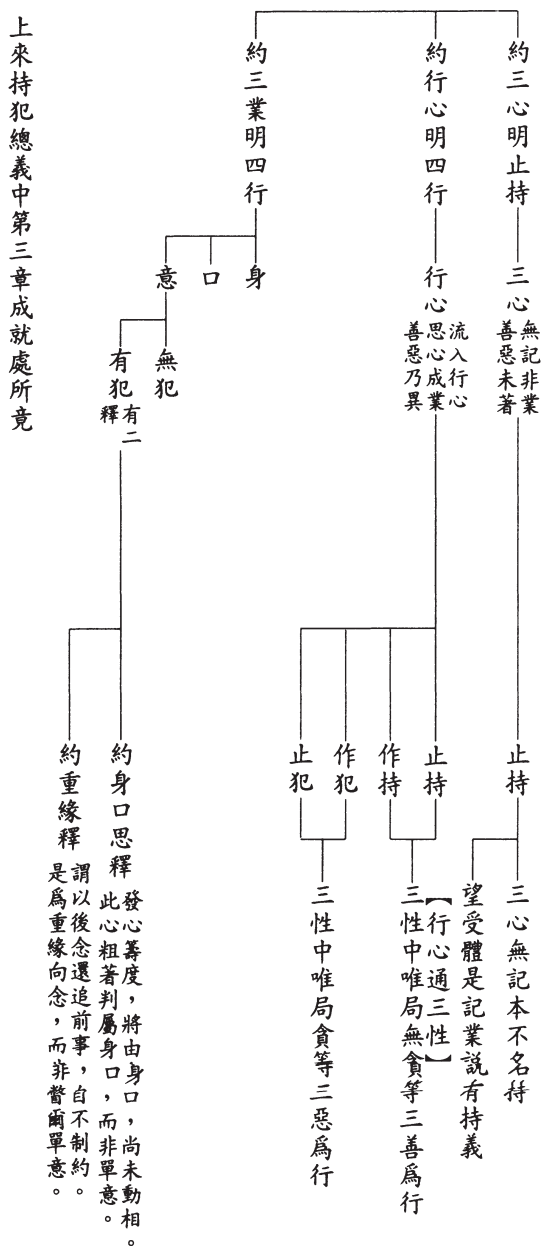 約三心明止持
三心
無記非業
善惡未著
止持
三心無記本不名持
望受體是記業說有持義
約行心明四行
行心
流入行心
思心成業
善惡乃異
止持
作持
【行心通三性】
三性中唯局無貪等三善爲行
作犯
止犯
三性中唯局貪等三惡爲行
約三業明四行
身
口
意
無犯
有犯
有二
釋
約身口思釋
發心籌度，將由身口，尚未動相。
此心粗著判屬身口，而非單意。
約重緣釋
謂以後念還追前事，自不制約。
是爲重緣向念，而非瞥爾單意。
上來持犯總義中第三章成就處所竟